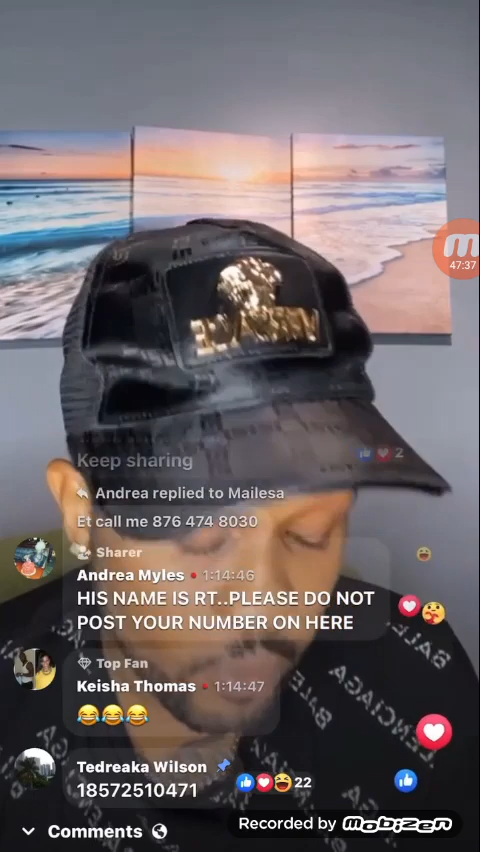 47:37
Keep sharing
2
Andrea replied to Mailesa
Et call me 876 474 8030
Sharer
Andrea Myles • 1:14:46
HIS NAME IS RT..PLEASE DO NOT
POST YOUR NUMBER ON HERE
Top Fan
Keisha Thomas • 1:14:47
😂😂😂
BALENCIAGA
Tedreaka Wilson
18572510471
22
Comments
Recorded by mobizen